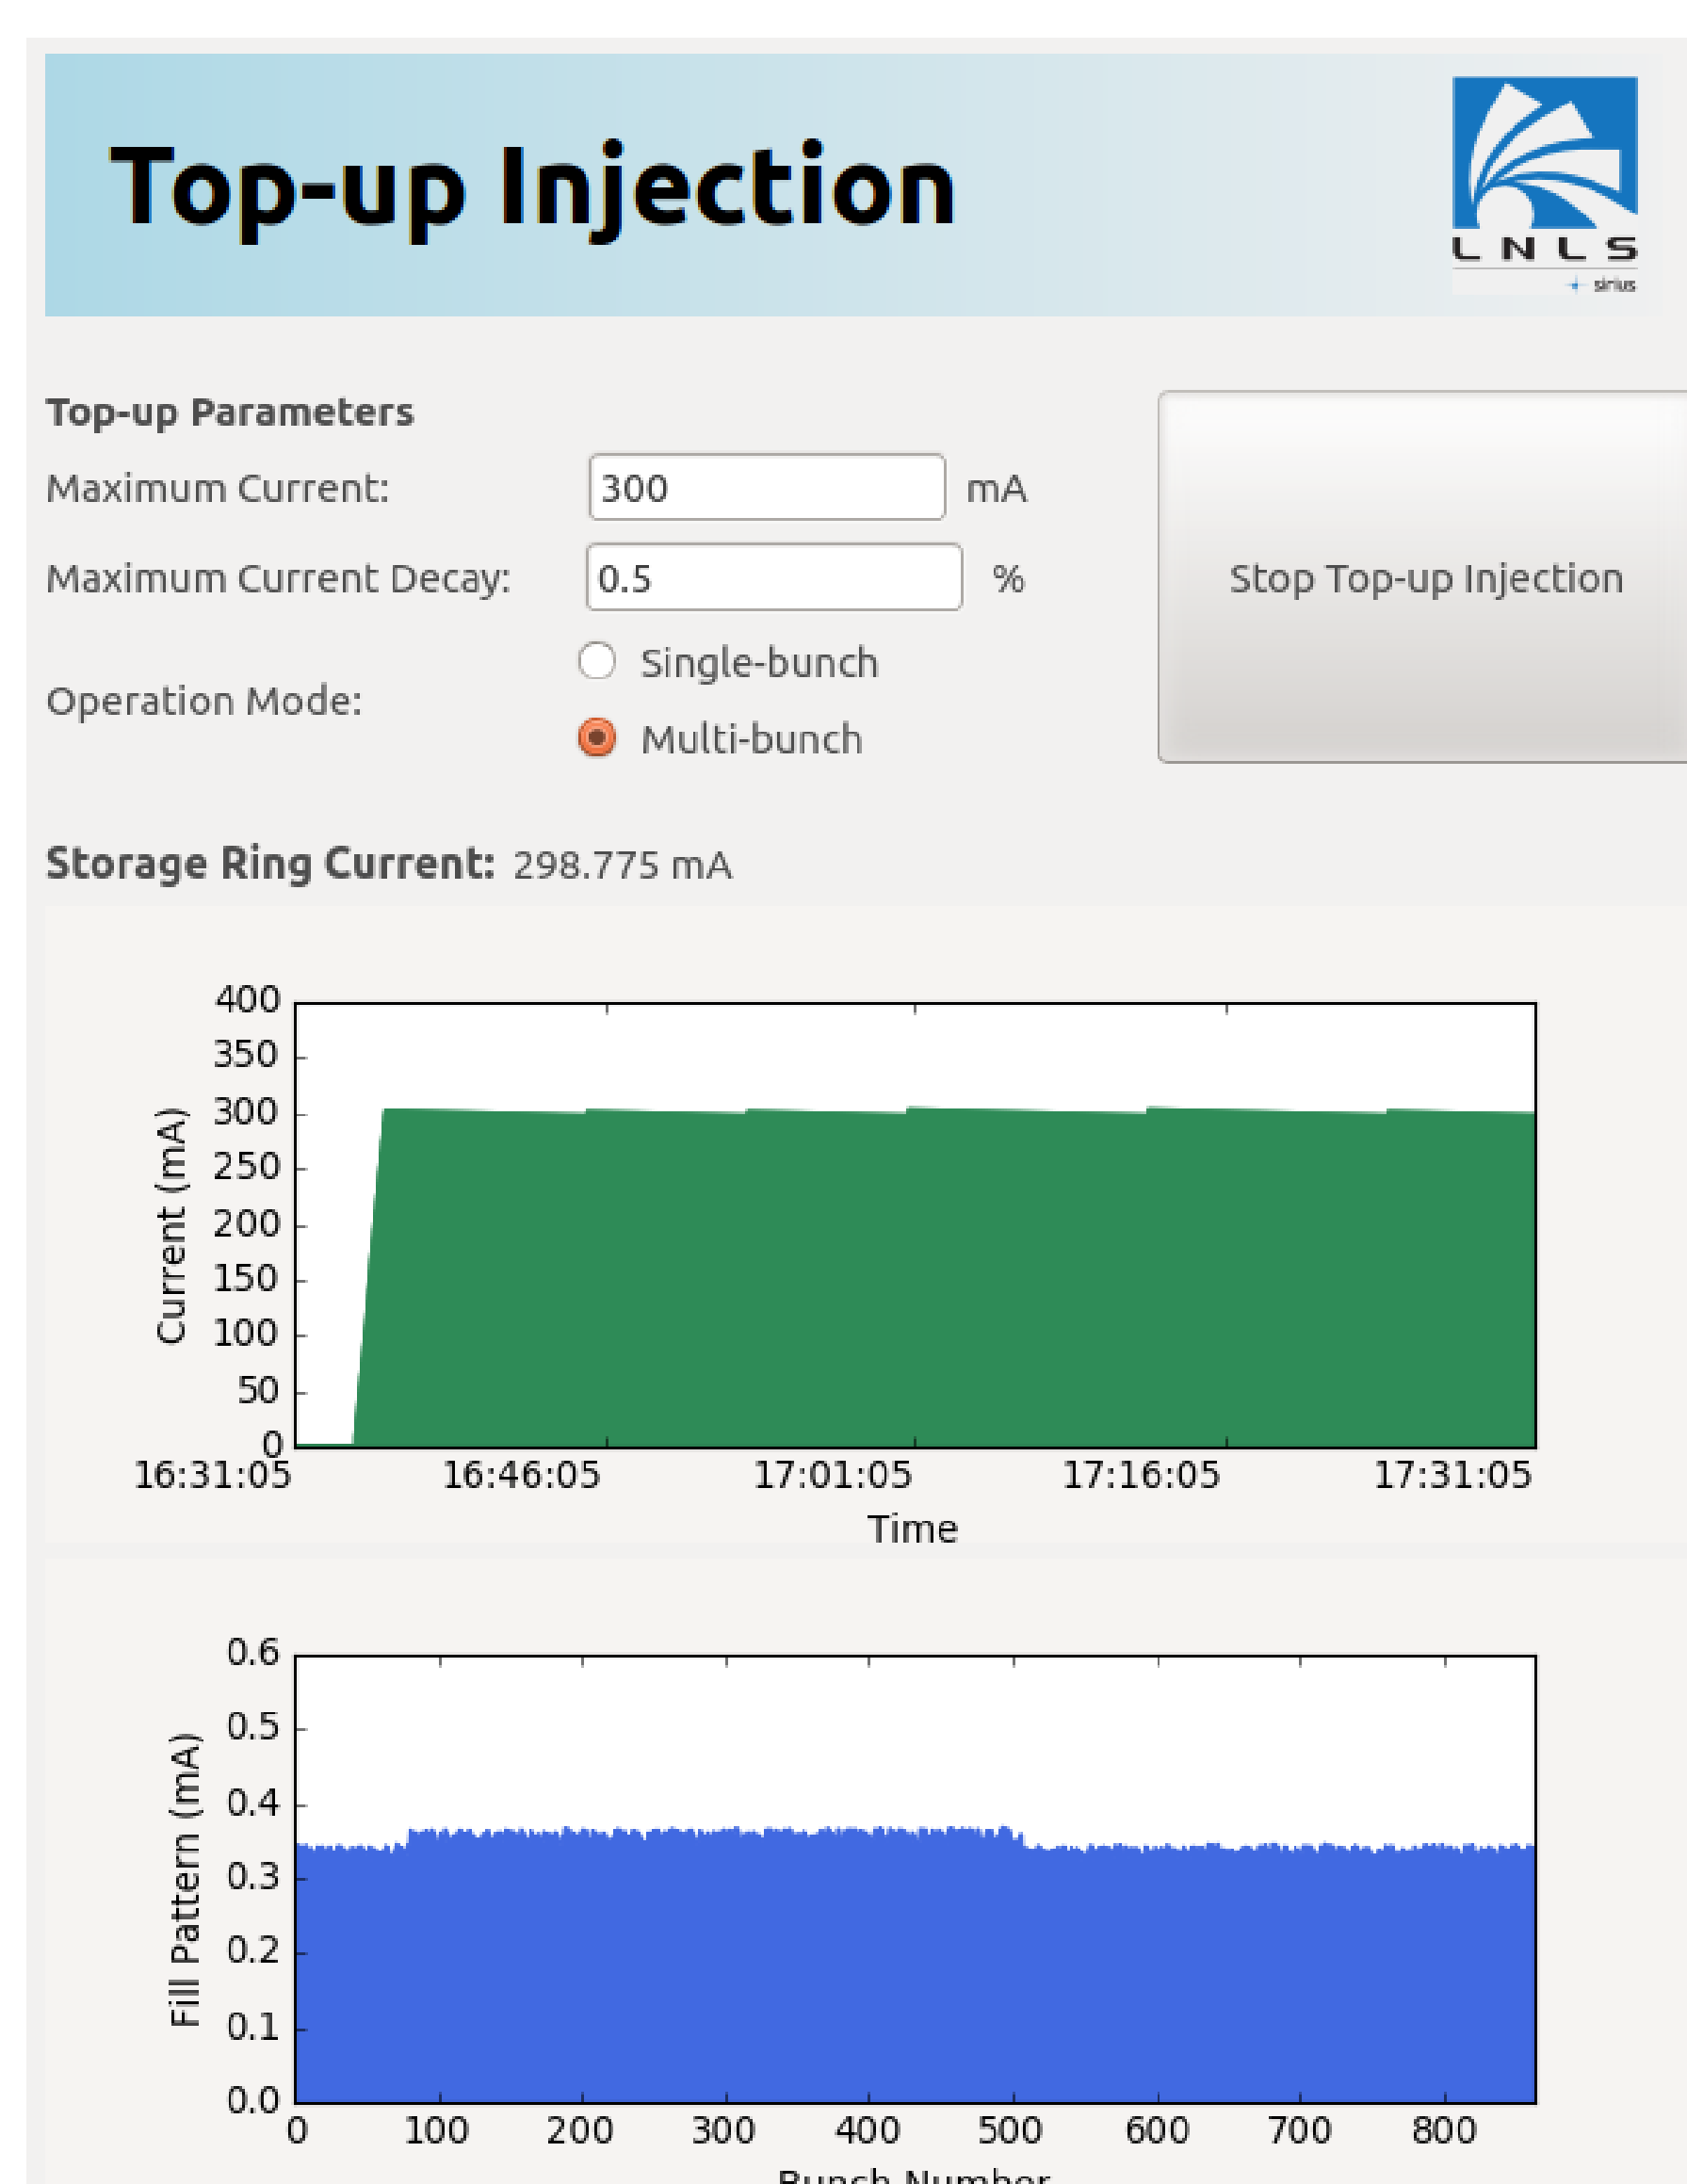 Top-up Injection
LNLS
sirius
Top-up Parameters
Maximum Current: 300 mA
Maximum Current Decay: 0.5 %
Stop Top-up Injection
Operation Mode:
Single-bunch
Multi-bunch
Storage Ring Current: 298.775 mA
400
350
300
250
200
150
100
50
0
Current (mA)
16:31:05 16:46:05 17:01:05 17:16:05 17:31:05
Time
0.6
0.5
0.4
0.3
0.2
0.1
0.0
Fill Pattern (mA)
0 100 200 300 400 500 600 700 800
Bunch Number